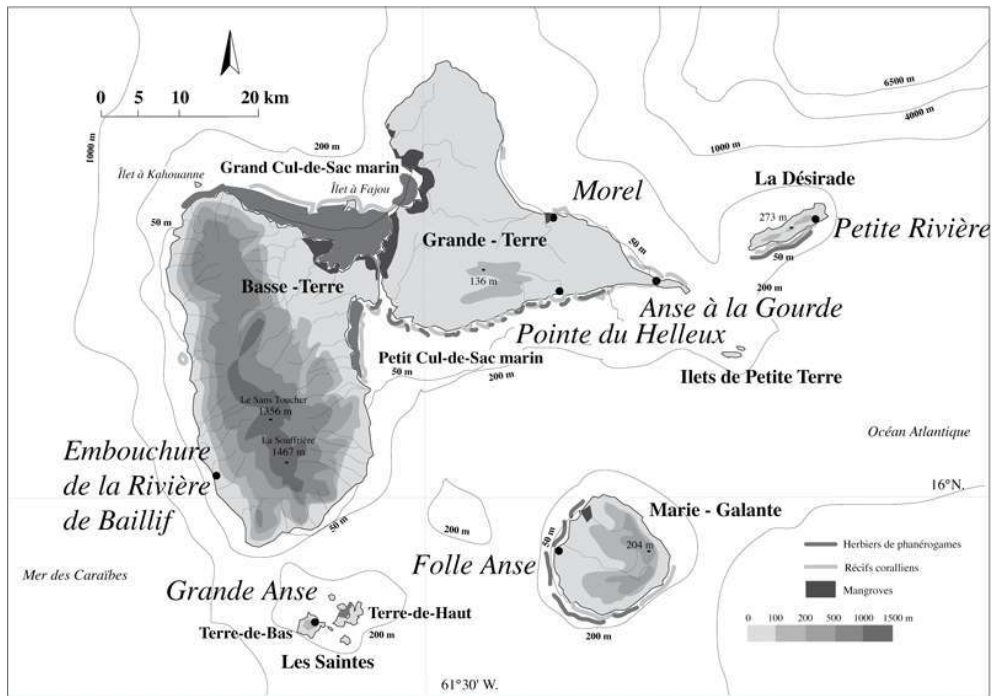 0 5 10 20 km
1000 m
200 m
6500 m
4000 m
1000 m
Grand Cul-de-Sac marin
Îlet à Kahouanne
Îlet à Fajou
50 m
Morel
La Désirade
273 m
Petite Rivière
50 m
50 m
200 m
Grande - Terre
Basse -Terre
136 m
Anse à la Gourde
Pointe du Helleux
Petit Cul-de-Sac marin
50 m
200 m
Ilets de Petite Terre
Le Sans Toucher
1356 m
La Souffrière
1467 m
Océan Atlantique
Embouchure
de la Rivière
de Baillif
16°N.
50 m
200 m
Marie - Galante
50 m
204 m
Folle Anse
Herbiers de phanérogames
Récifs coralliens
Mangroves
Mer des Caraïbes
Grande Anse
Terre-de-Haut
Terre-de-Bas
200 m
200 m
0 100 200 500 1000 1500 m
Les Saintes
61°30' W.